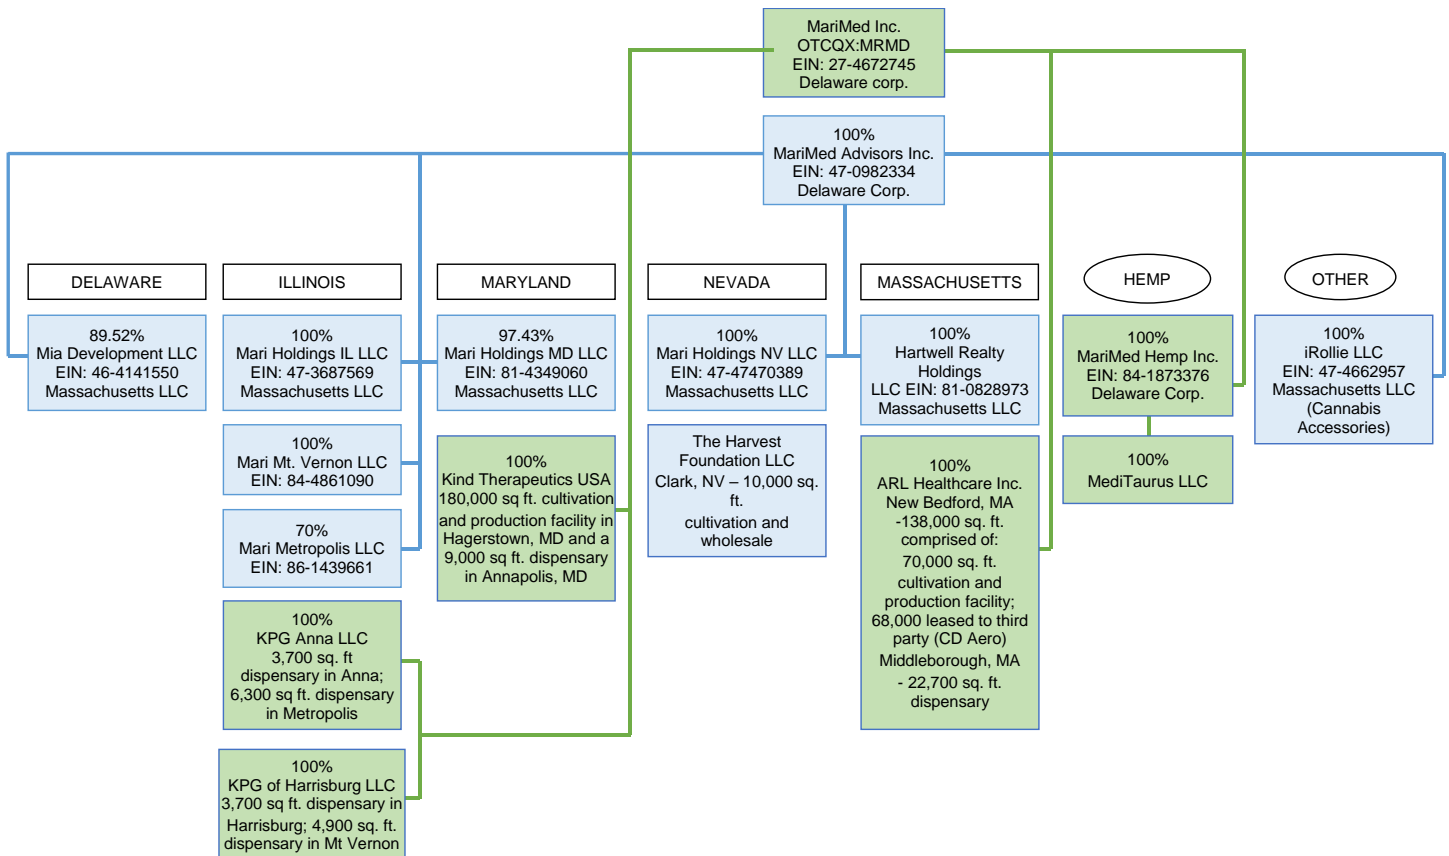 MariMed Inc.
OTCQX:MRMD
EIN: 27-4672745
Delaware corp.
100%
MariMed Advisors Inc.
EIN: 47-0982334
Delaware Corp.
DELAWARE
ILLINOIS
MARYLAND
NEVADA
MASSACHUSETTS
HEMP
OTHER
89.52%
Mia Development LLC
EIN: 46-4141550
Massachusetts LLC
100%
Mari Holdings IL LLC
EIN: 47-3687569
Massachusetts LLC
97.43%
Mari Holdings MD LLC
EIN: 81-4349060
Massachusetts LLC
100%
Mari Holdings NV LLC
EIN: 47-47470389
Massachusetts LLC
100%
Hartwell Realty
Holdings
LLC EIN: 81-0828973
Massachusetts LLC
100%
MariMed Hemp Inc.
EIN: 84-1873376
Delaware Corp.
100%
iRollie LLC
EIN: 47-4662957
Massachusetts LLC
(Cannabis
Accessories)
100%
Mari Mt. Vernon LLC
EIN: 84-4861090
100%
Kind Therapeutics USA
180,000 sq ft. cultivation
and production facility in
Hagerstown, MD and a
9,000 sq ft. dispensary
in Annapolis, MD
The Harvest
Foundation LLC
Clark, NV – 10,000 sq.
ft.
cultivation and
wholesale
100%
ARL Healthcare Inc.
New Bedford, MA
-138,000 sq. ft.
comprised of:
70,000 sq. ft.
cultivation and
production facility;
68,000 leased to third
party (CD Aero)
Middleborough, MA
- 22,700 sq. ft.
dispensary
100%
MediTaurus LLC
70%
Mari Metropolis LLC
EIN: 86-1439661
100%
KPG Anna LLC
3,700 sq. ft
dispensary in Anna;
6,300 sq ft. dispensary
in Metropolis
100%
KPG of Harrisburg LLC
3,700 sq ft. dispensary in
Harrisburg; 4,900 sq. ft.
dispensary in Mt Vernon